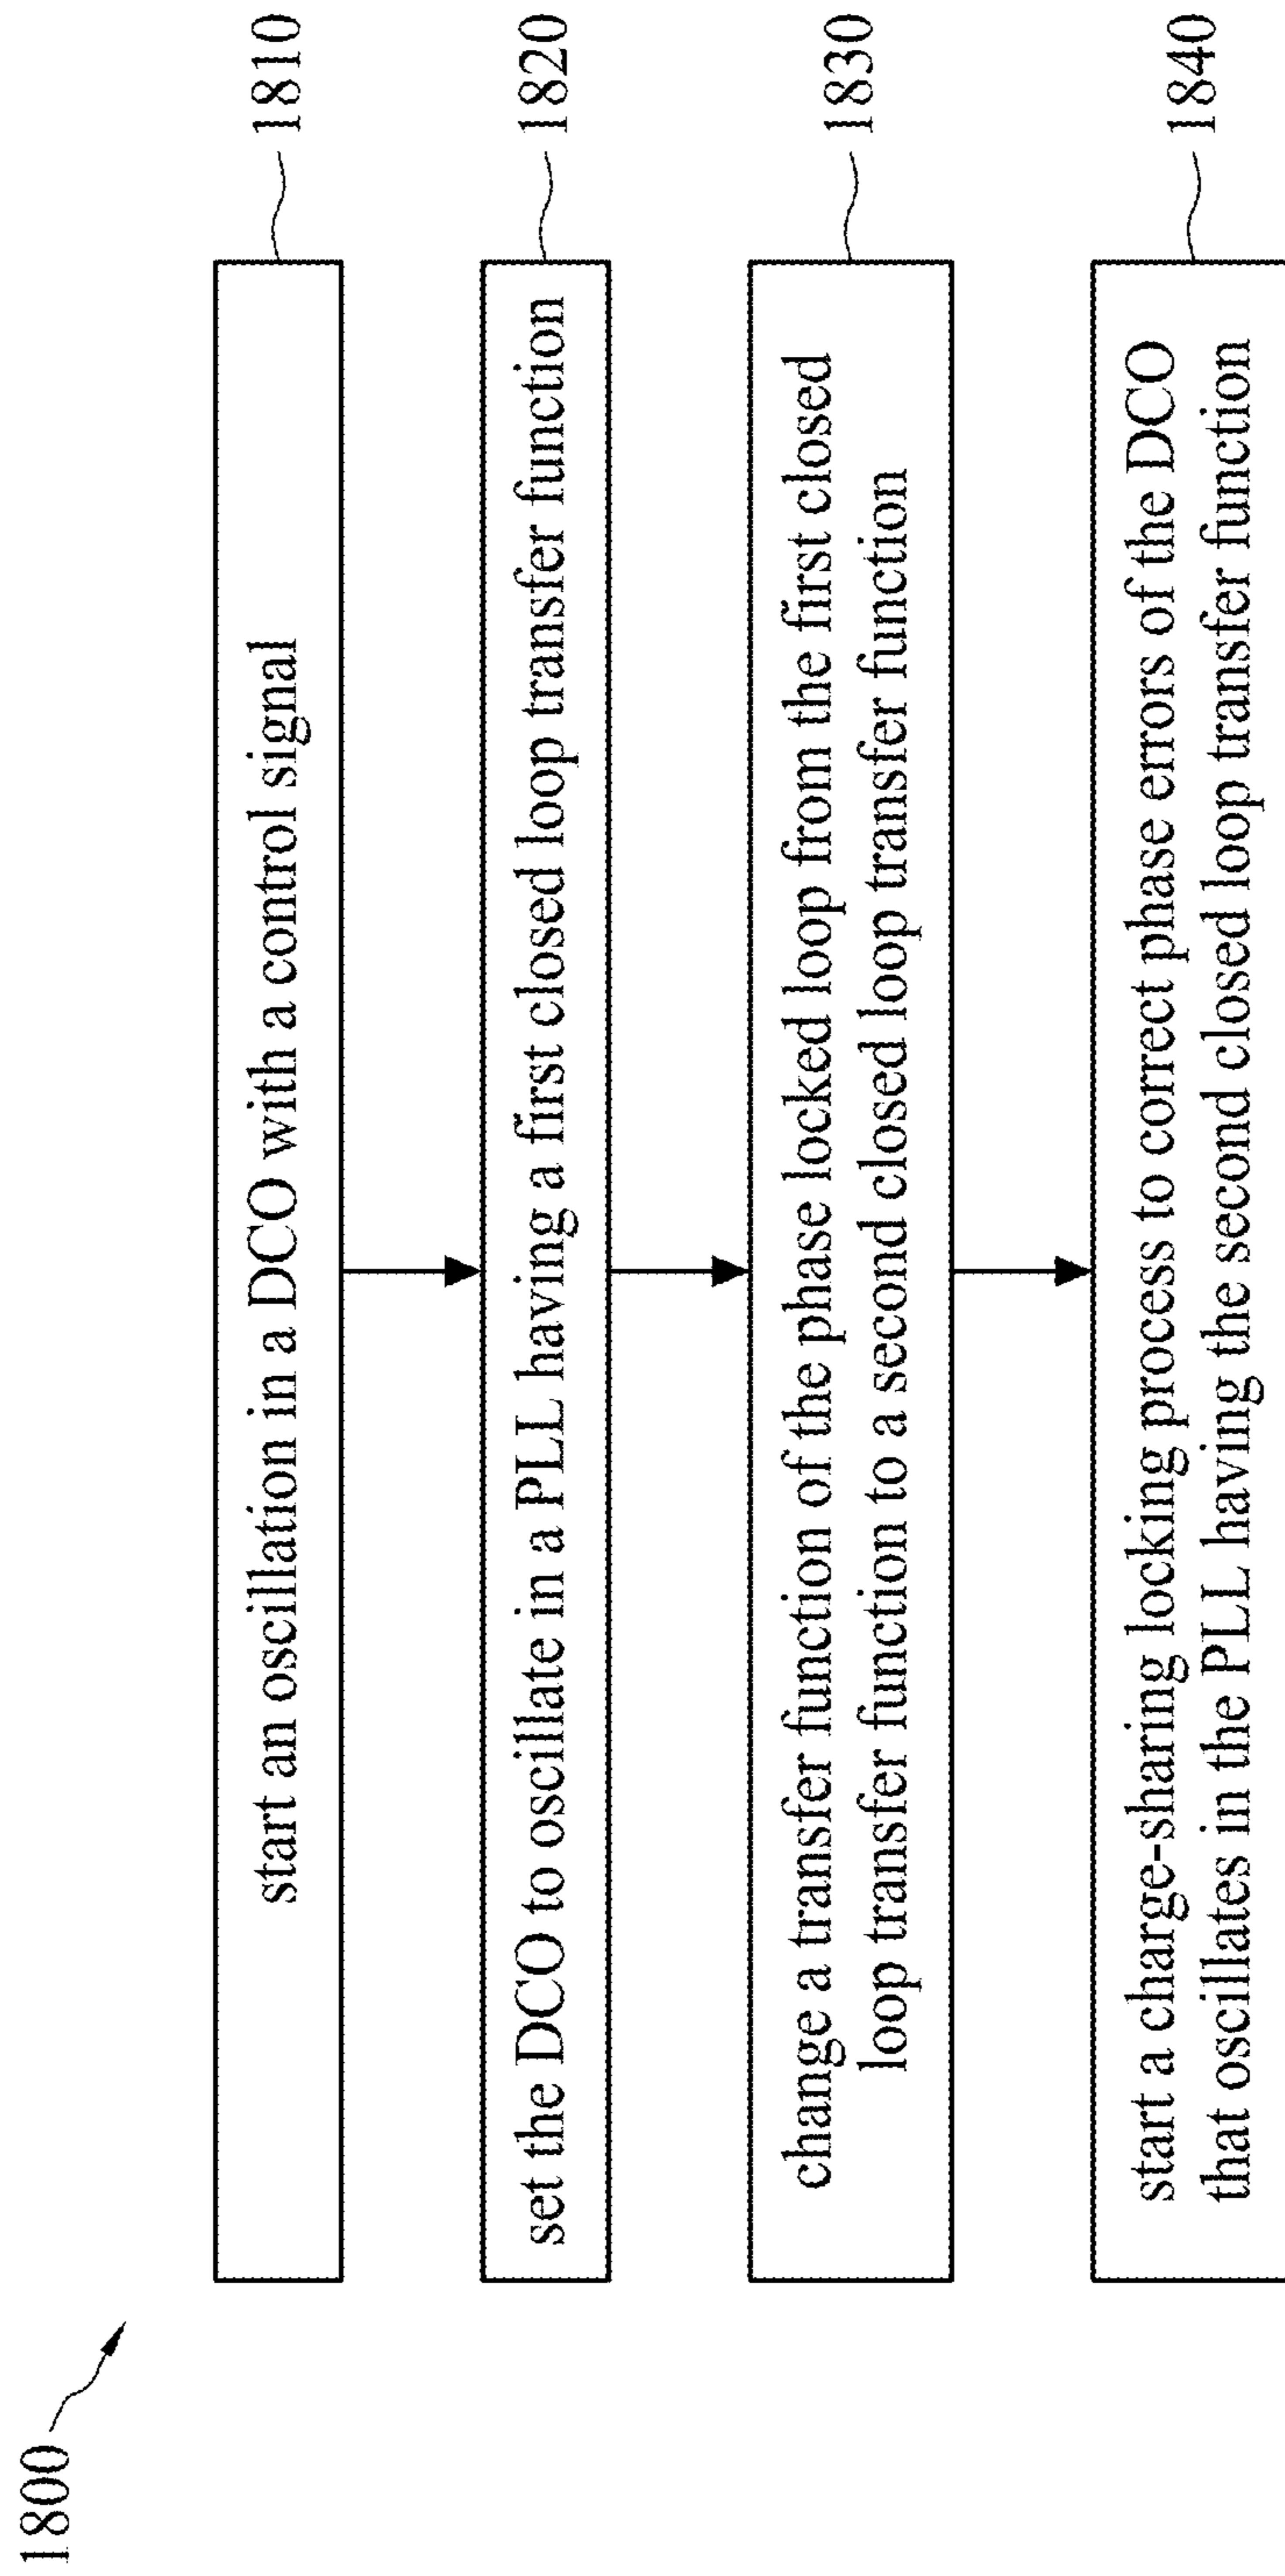 1800
start an oscillation in a DCO with a control signal
1810
set the DCO to oscillate in a PLL having a first closed loop transfer function
1820
change a transfer function of the phase locked loop from the first closed
loop transfer function to a second closed loop transfer function
1830
start a charge-sharing locking process to correct phase errors of the DCO
that oscillates in the PLL having the second closed loop transfer function
1840